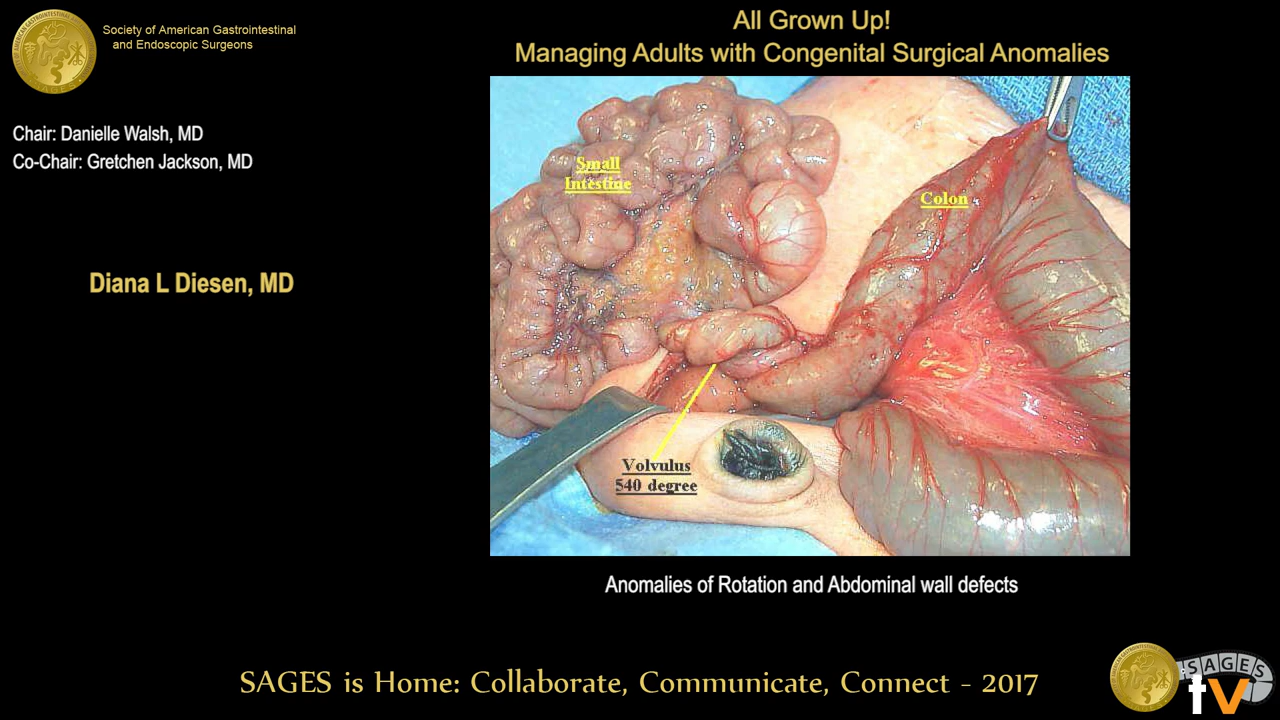 Society of American Gastrointestinal
and Endoscopic Surgeons
Chair: Danielle Walsh, MD
Co-Chair: Gretchen Jackson, MD
Diana L Diesen, MD
All Grown Up!
Managing Adults with Congenital Surgical Anomalies
Small
Intestine
Colon
Volvulus
540 degree
Anomalies of Rotation and Abdominal wall defects
SAGES is Home: Collaborate, Communicate, Connect - 2017
SAGES
tv